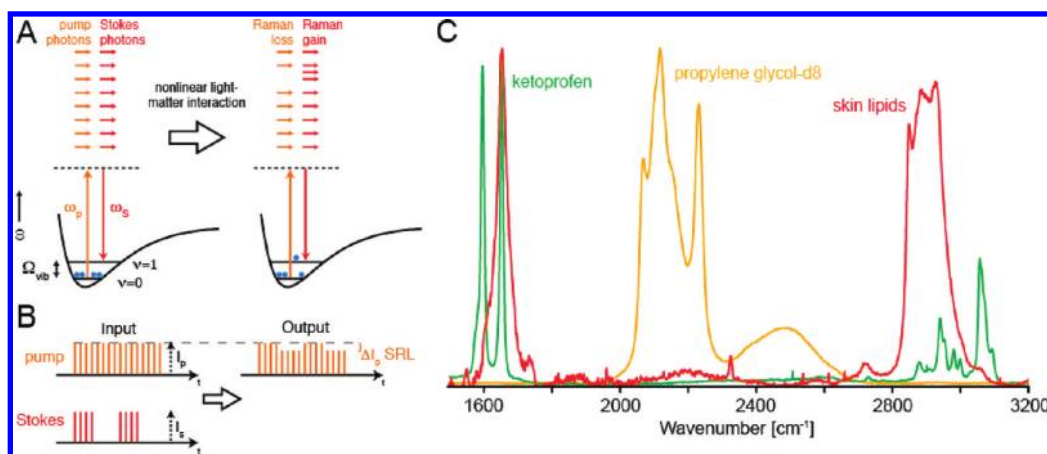 A
pump photons
Stokes photons
nonlinear light-
matter interaction
Raman loss
Raman gain
ωp
ωs
ω
Ωvib
ν=1
ν=0
B
Input
Output
pump
Ip
t
ΔIp SRL
t
Stokes
Is
t
C
ketoprofen
propylene glycol-d8
skin lipids
1600
2000
2400
2800
3200
Wavenumber [cm⁻¹]